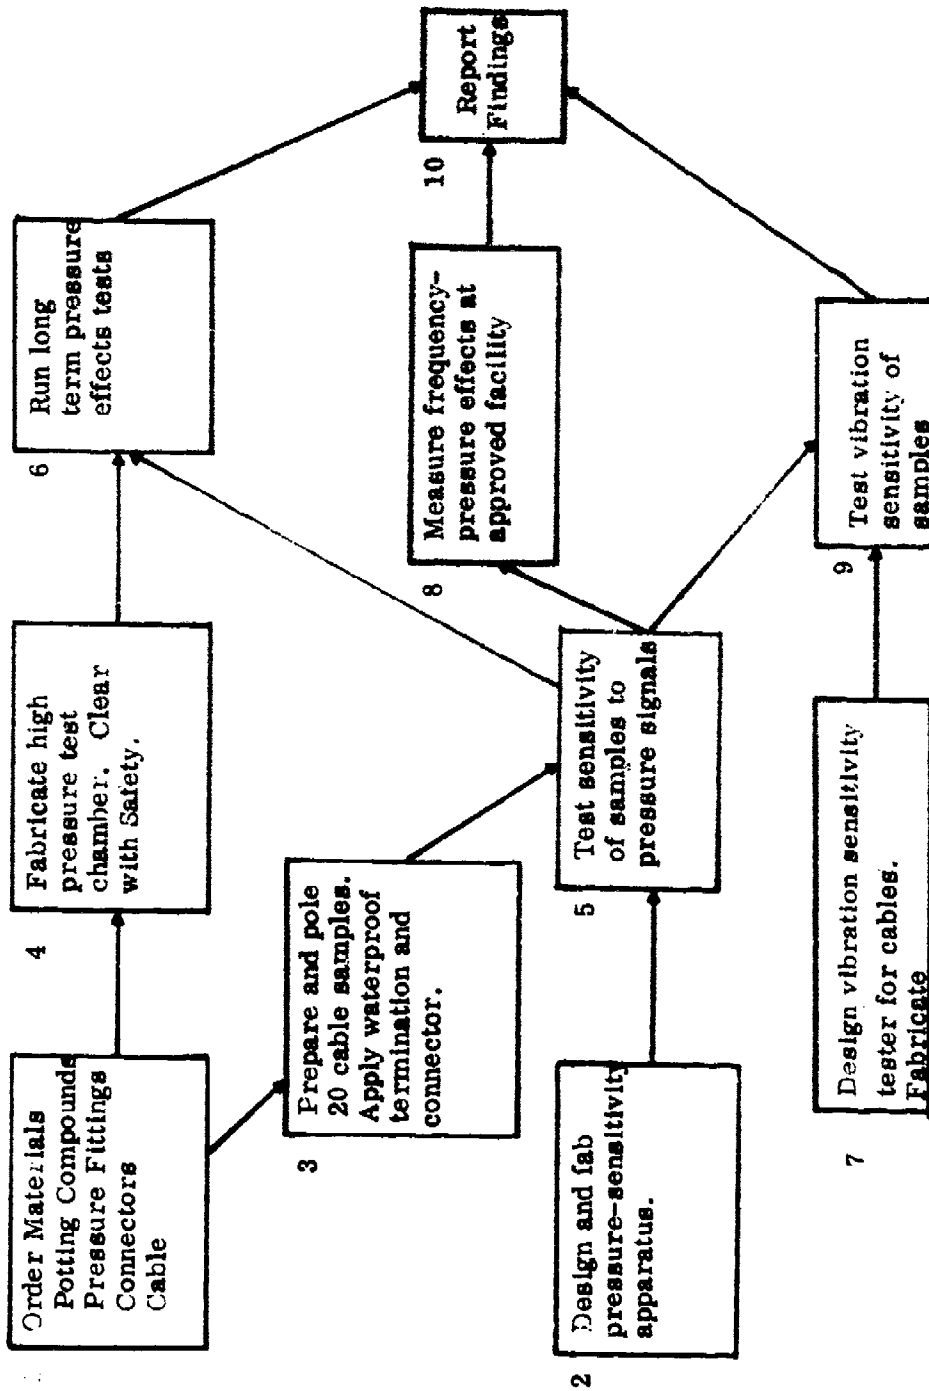 Order Materials
Potting Compounds
Pressure Fittings
Connectors
Cable
2
Design and fab
pressure-sensitivity
apparatus.
3
Prepare and pole
20 cable samples.
Apply waterproof
termination and
connector.
4
Fabricate high
pressure test
chamber. Clear
with Safety.
5
Test sensitivity
of samples to
pressure signals
6
Run long
term pressure
effects tests
7
Design vibration sensitivity
tester for cables.
Fabricate
8
Measure frequency-
pressure effects at
approved facility
9
Test vibration
sensitivity of
samples
10
Report
Findings